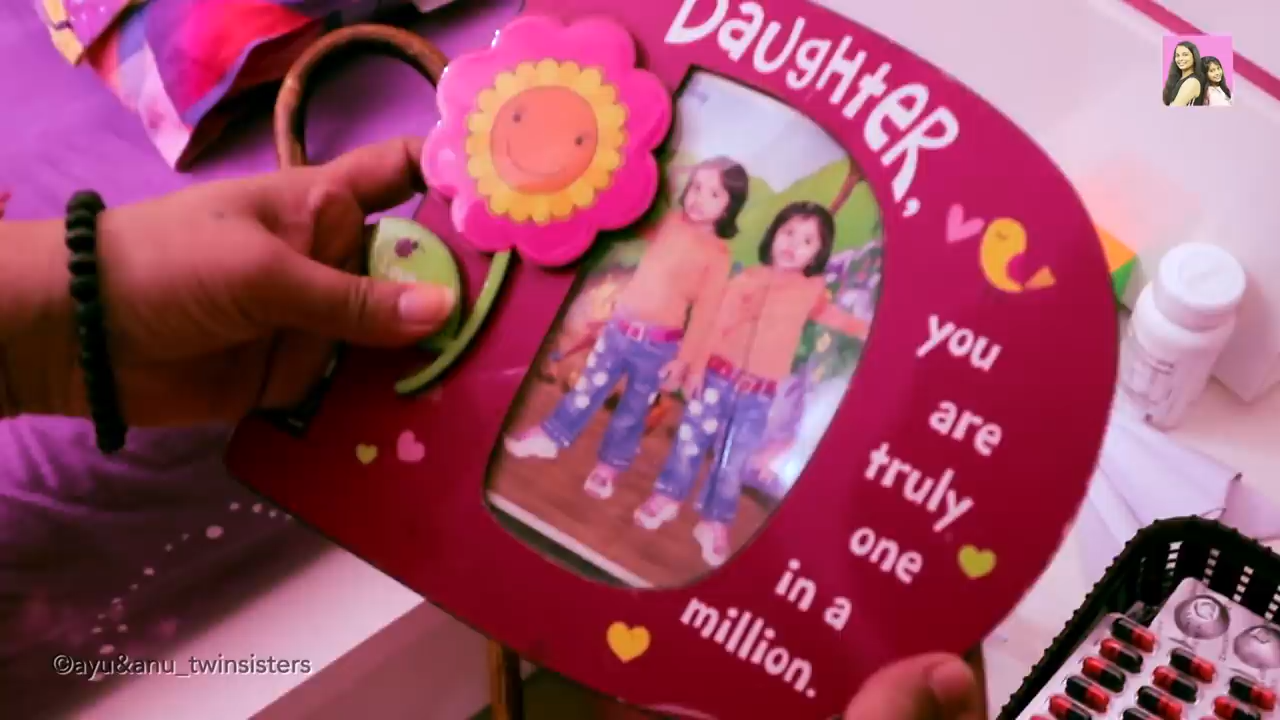 Daughter,
you
are
truly
one
in a
million.
©ayu&anu_twinsisters